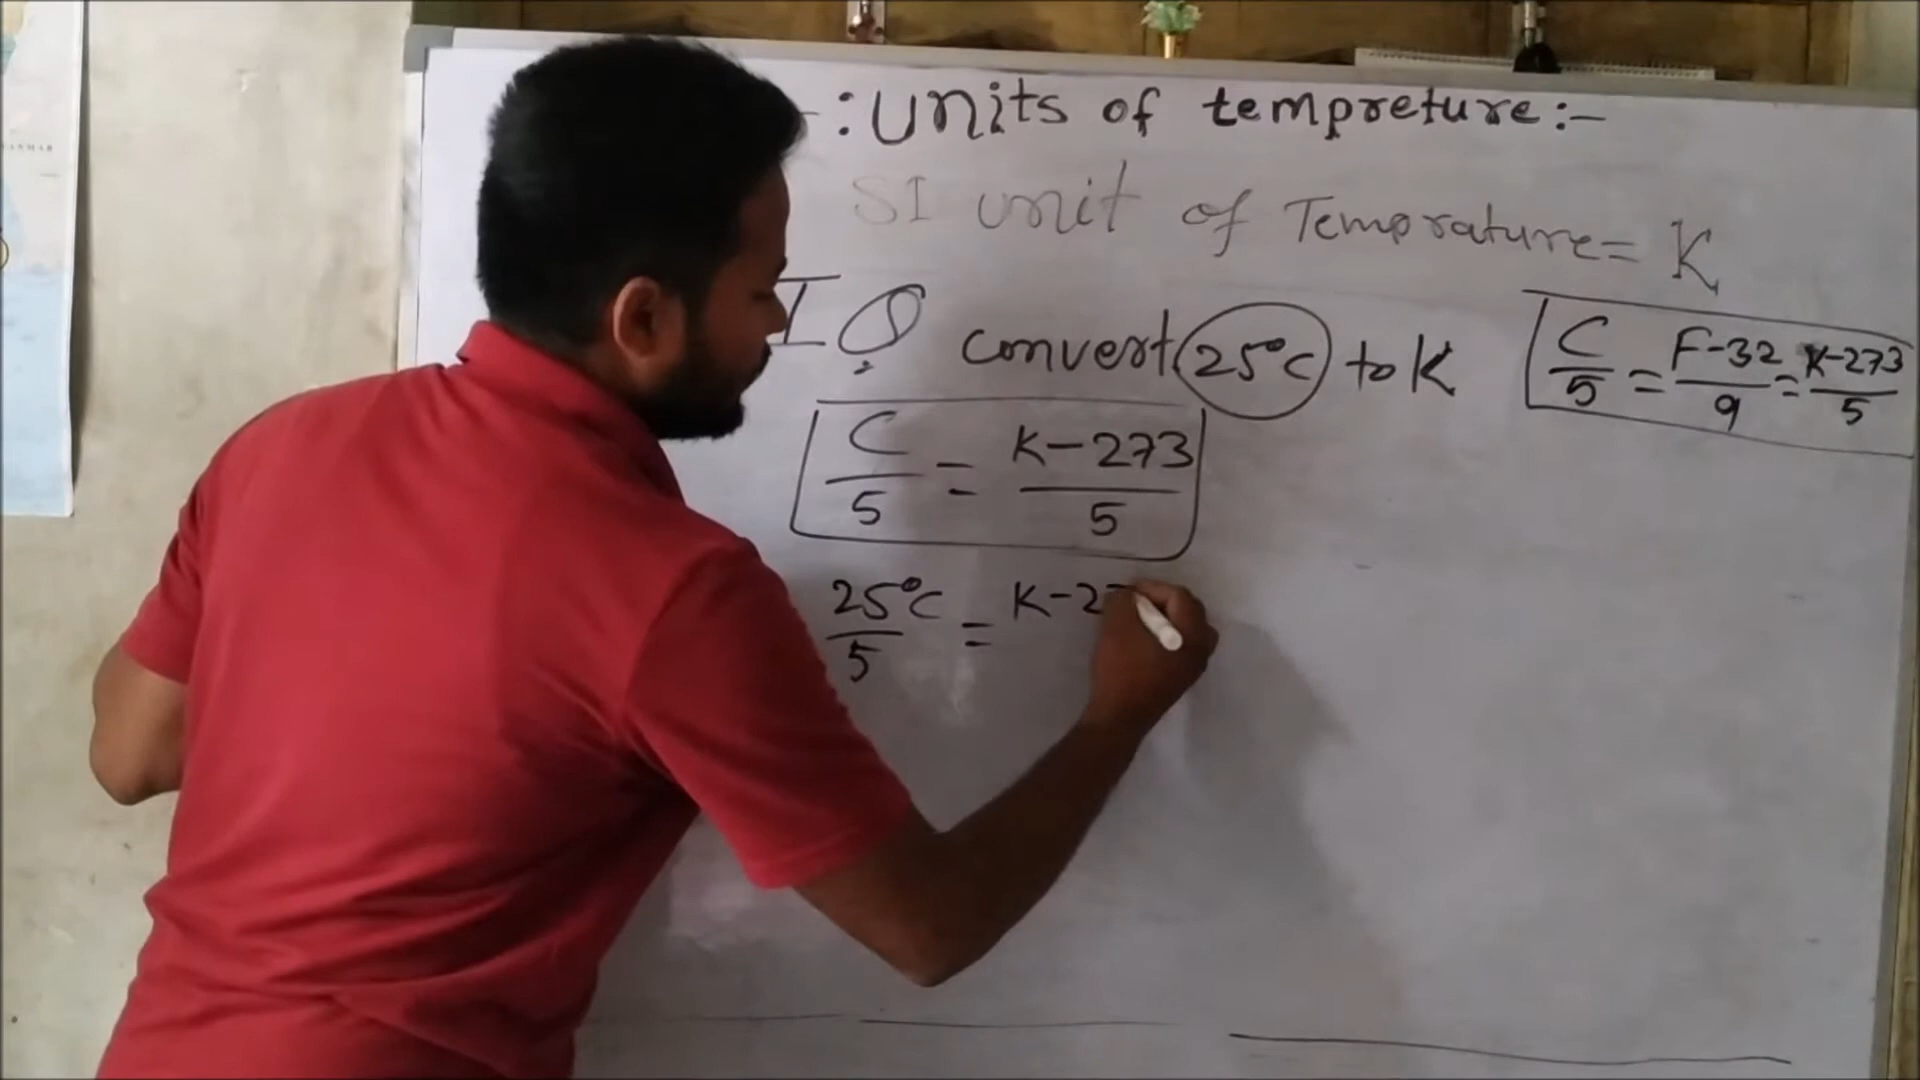 -: Units of tempreture:-
SI unit of Temprature= K
I Q convert 25°C to K
C/5 = F-32/9 = K-273/5
C/5 = K-273/5
25°C/5 = K-27